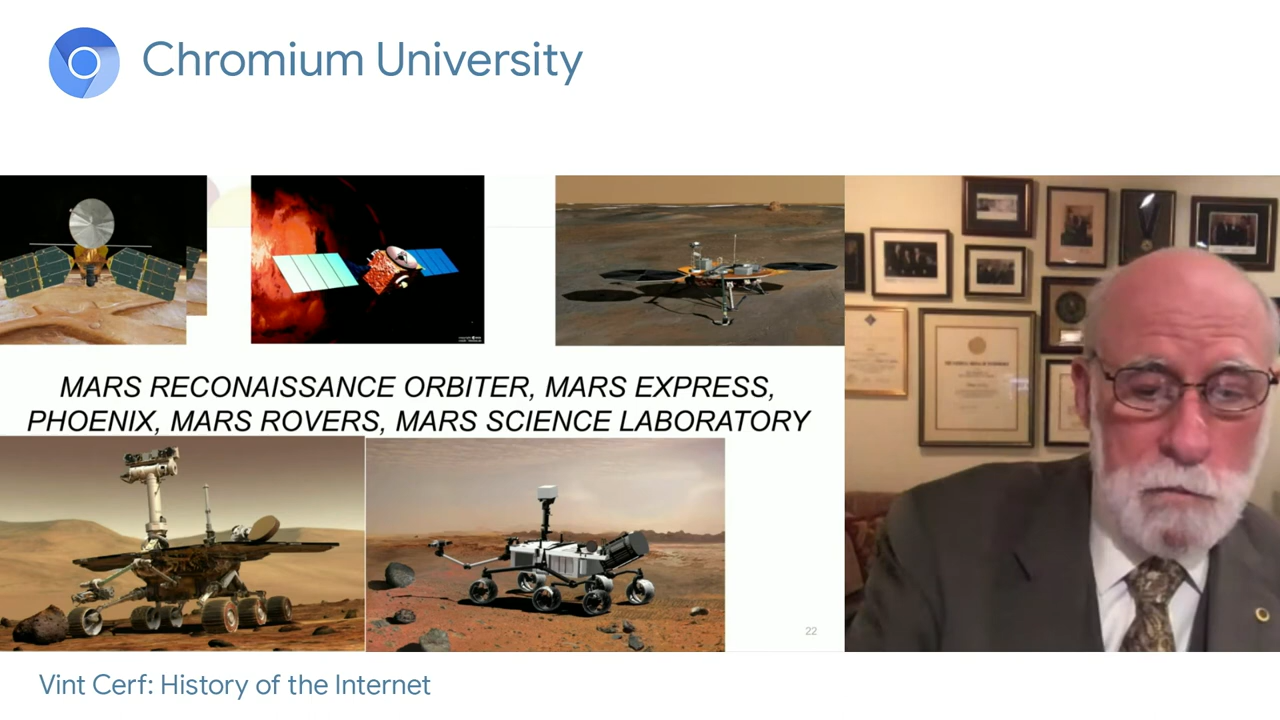 Chromium University
MARS RECONAISSANCE ORBITER, MARS EXPRESS,
PHOENIX, MARS ROVERS, MARS SCIENCE LABORATORY
22
Vint Cerf: History of the Internet